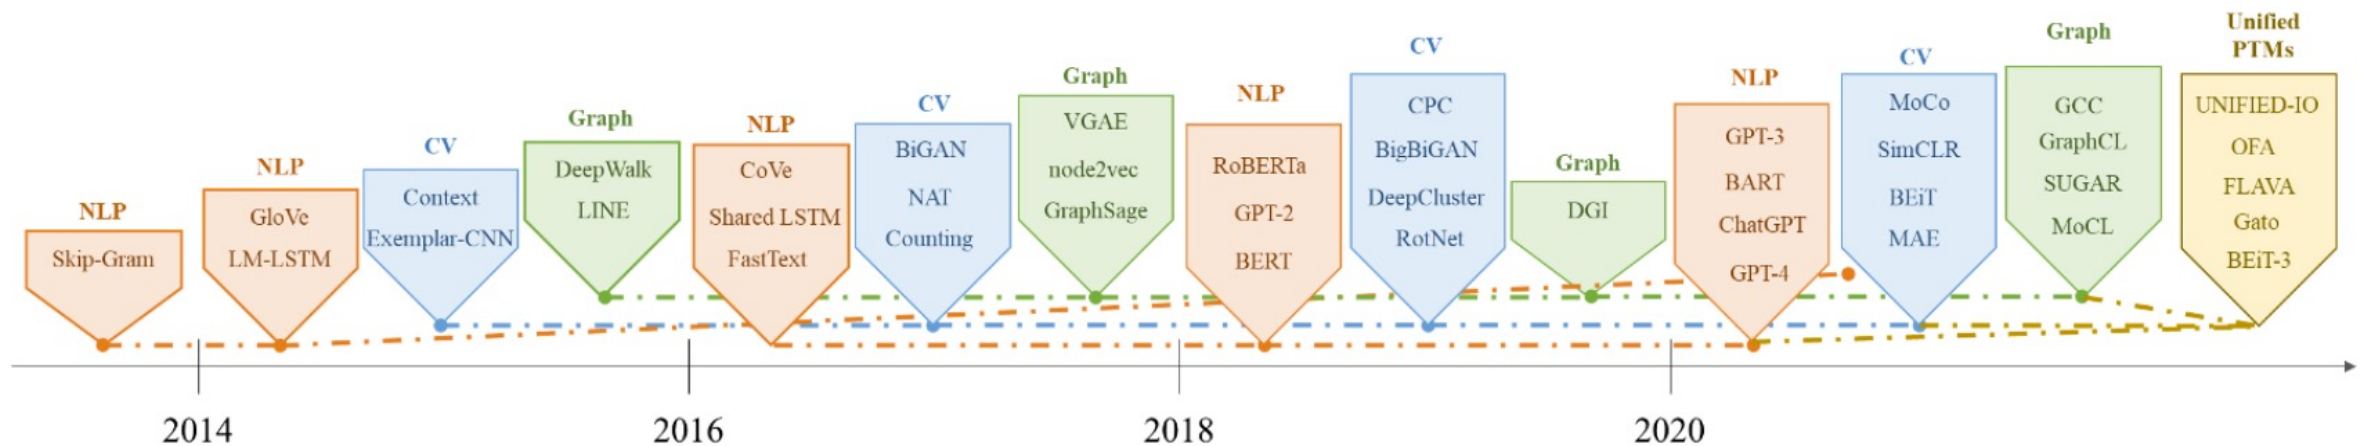 NLP
Skip-Gram
NLP
GloVe
LM-LSTM
CV
Context
Exemplar-CNN
Graph
DeepWalk
LINE
NLP
CoVe
Shared LSTM
FastText
CV
BiGAN
NAT
Counting
Graph
VGAE
node2vec
GraphSage
NLP
RoBERTa
GPT-2
BERT
CV
CPC
BigBiGAN
DeepCluster
RotNet
Graph
DGI
NLP
GPT-3
BART
ChatGPT
GPT-4
CV
MoCo
SimCLR
BEiT
MAE
Graph
GCC
GraphCL
SUGAR
MoCL
Unified
PTMs
UNIFIED-IO
OFA
FLAVA
Gato
BEiT-3
2014
2016
2018
2020